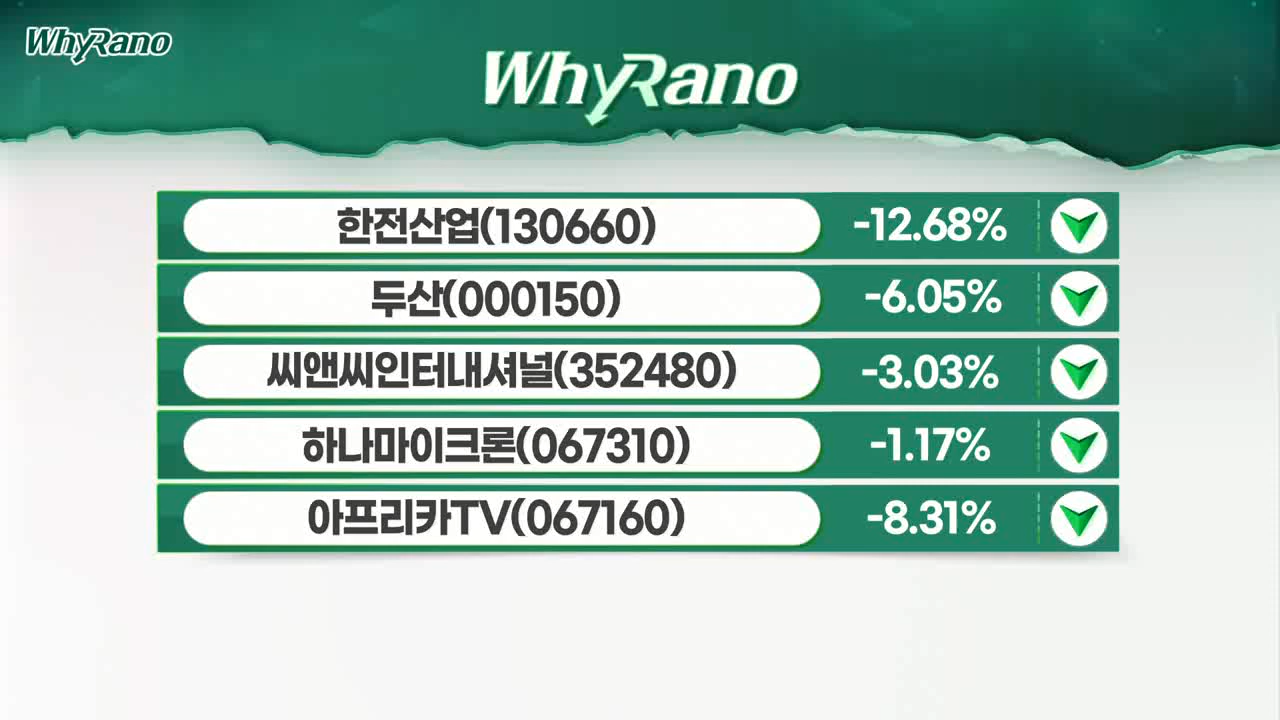 WhyRano
WhyRano
한전산업(130660) -12.68%
두산(000150) -6.05%
씨앤씨인터내셔널(352480) -3.03%
하나마이크론(067310) -1.17%
아프리카TV(067160) -8.31%